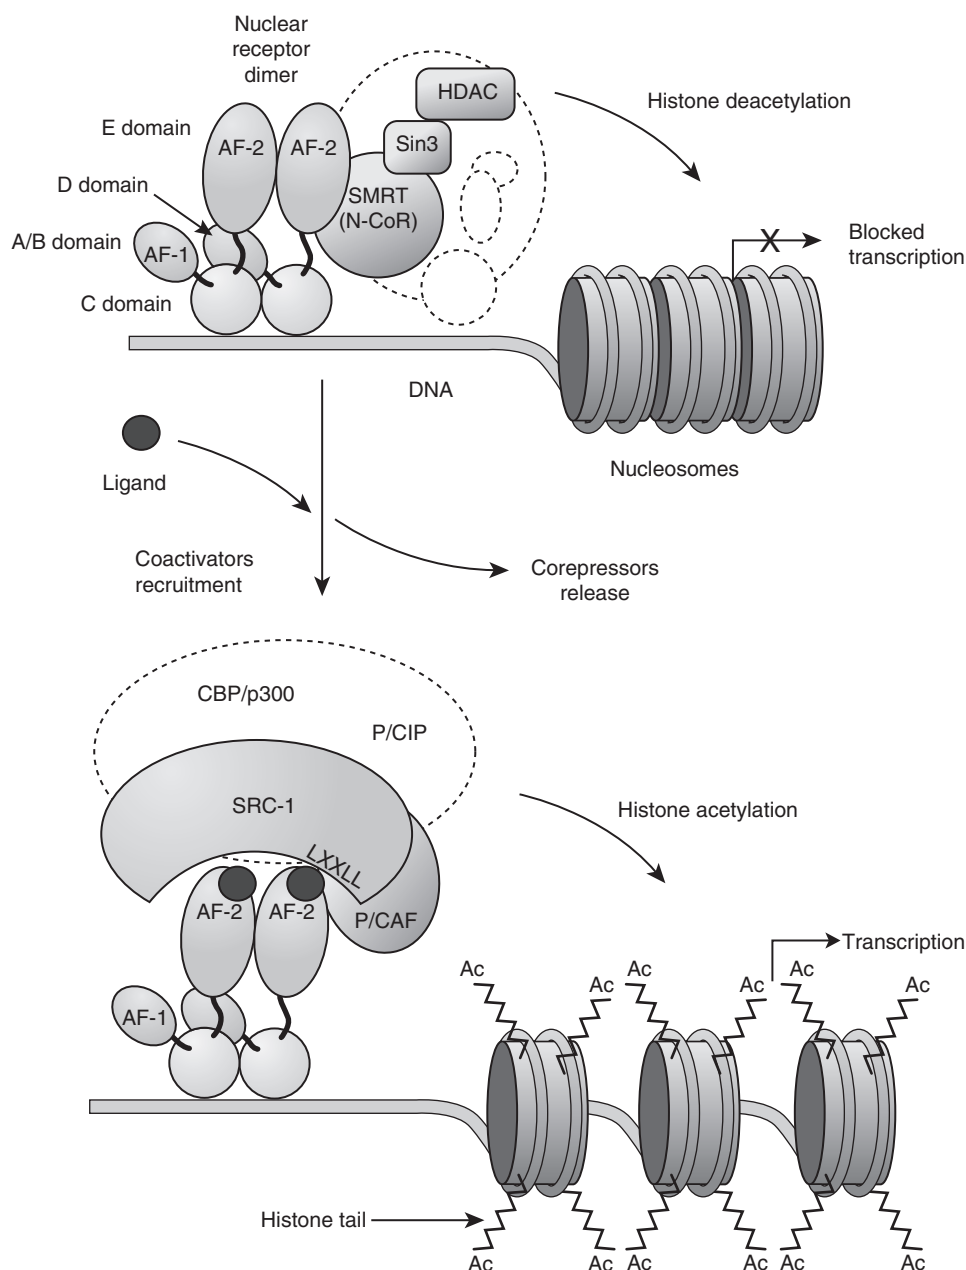 Nuclear
receptor
dimer
HDAC
Histone deacetylation
E domain
AF-2
AF-2
Sin3
D domain
SMRT
(N-CoR)
A/B domain
AF-1
X
Blocked
transcription
C domain
DNA
Nucleosomes
Ligand
Coactivators
recruitment
Corepressors
release
CBP/p300
P/CIP
SRC-1
Histone acetylation
LXXLL
AF-2
AF-2
P/CAF
Transcription
Ac
Ac
Ac
Ac
Ac
Ac
AF-1
Histone tail
Ac
Ac
Ac
Ac
Ac
Ac